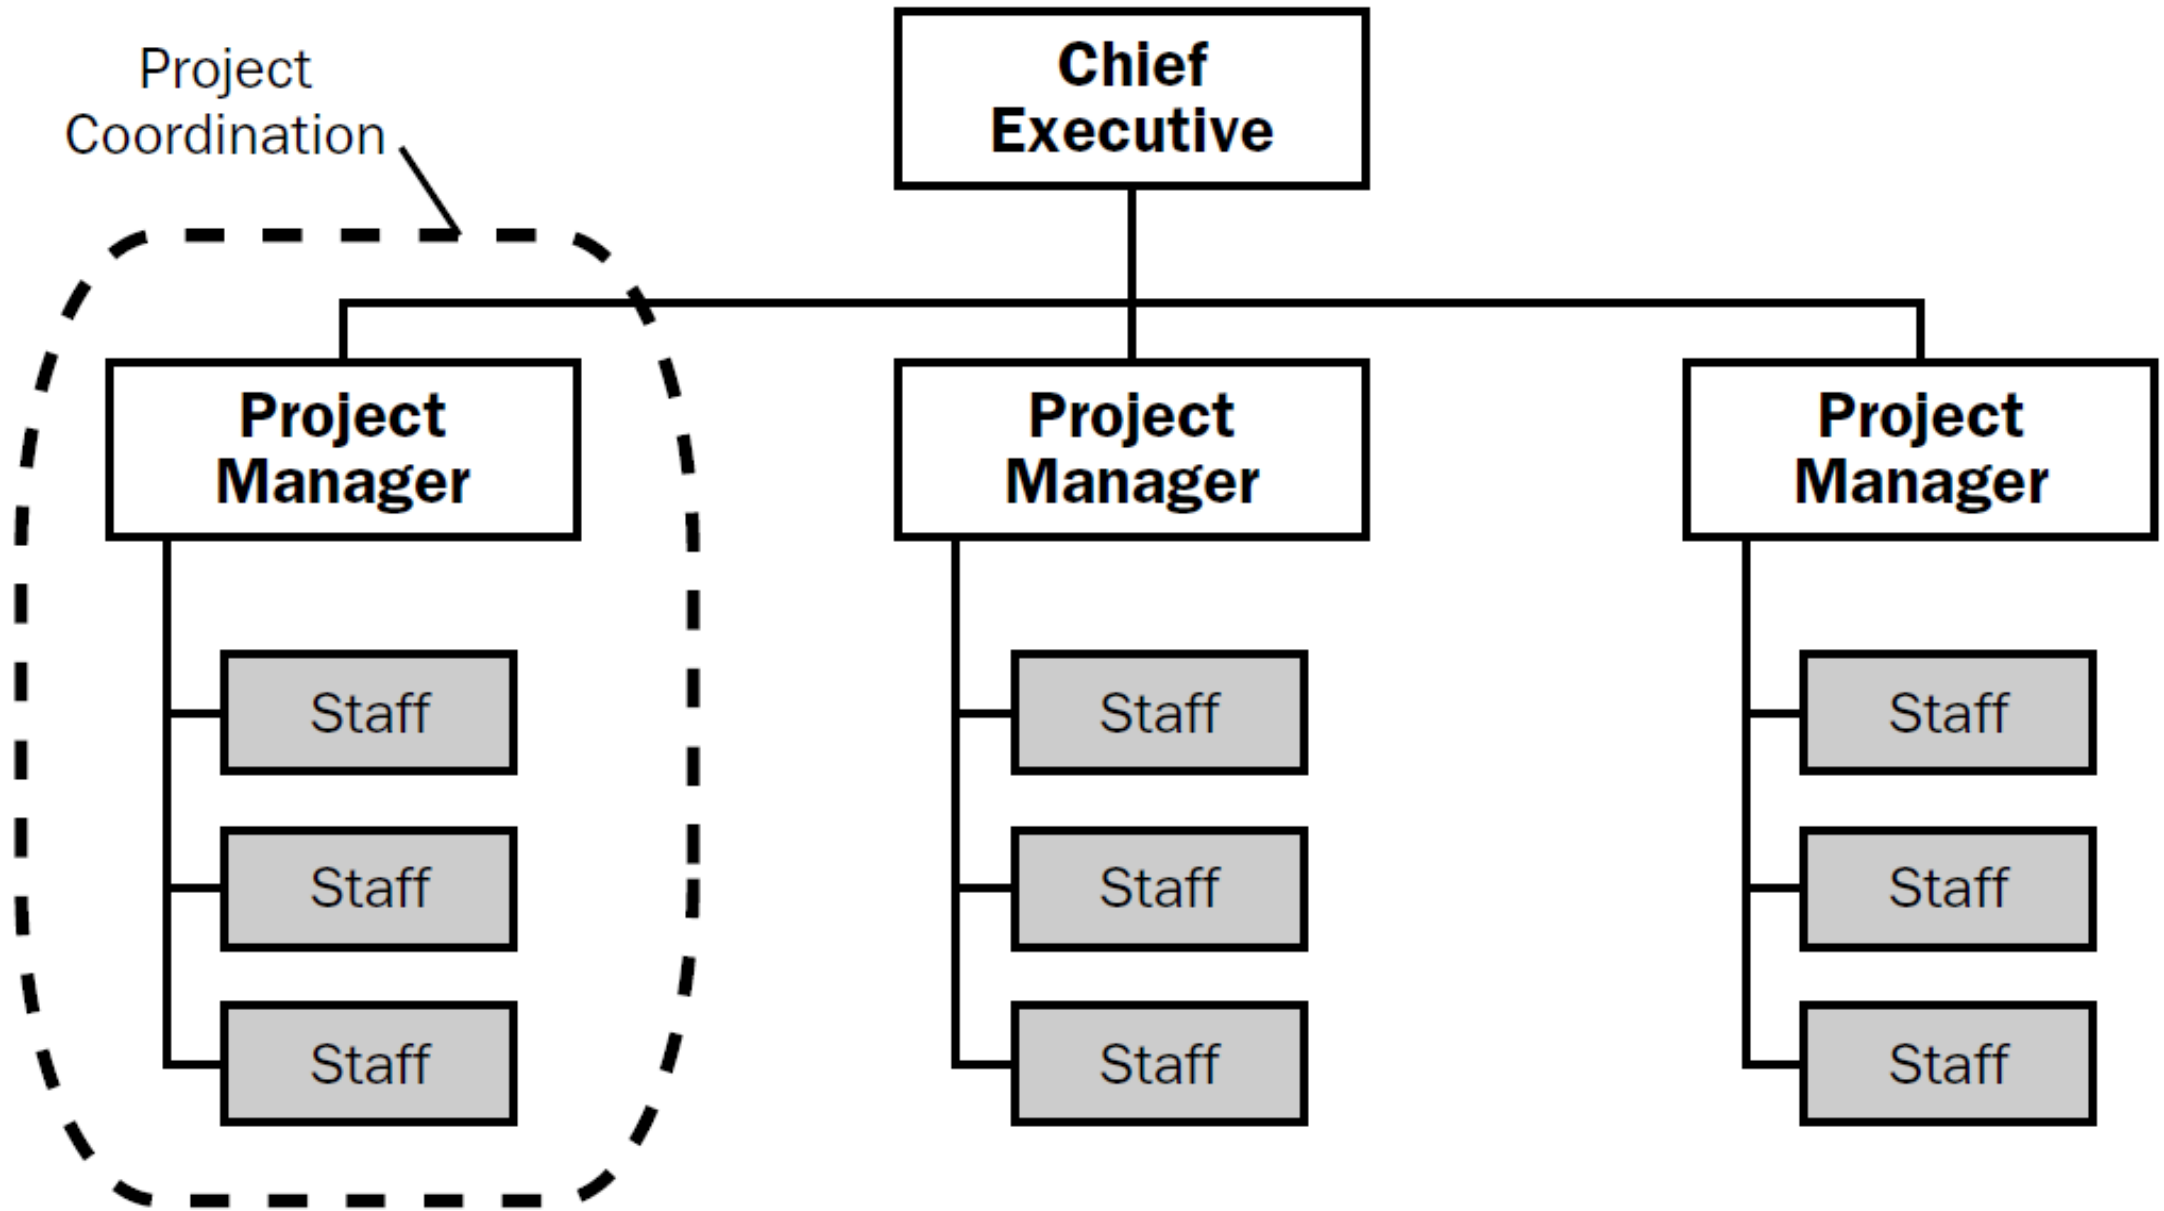 Project
Coordination
Chief
Executive
Project
Manager
Project
Manager
Project
Manager
Staff
Staff
Staff
Staff
Staff
Staff
Staff
Staff
Staff